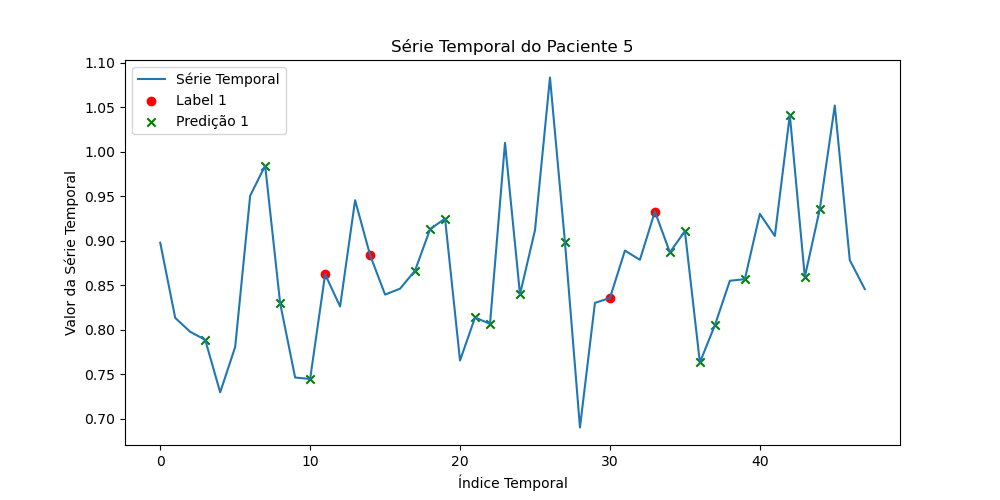 Série Temporal do Paciente 5
Série Temporal
Label 1
Predição 1
Valor da Série Temporal
1.10
1.05
1.00
0.95
0.90
0.85
0.80
0.75
0.70
0 10 20 30 40
Índice Temporal